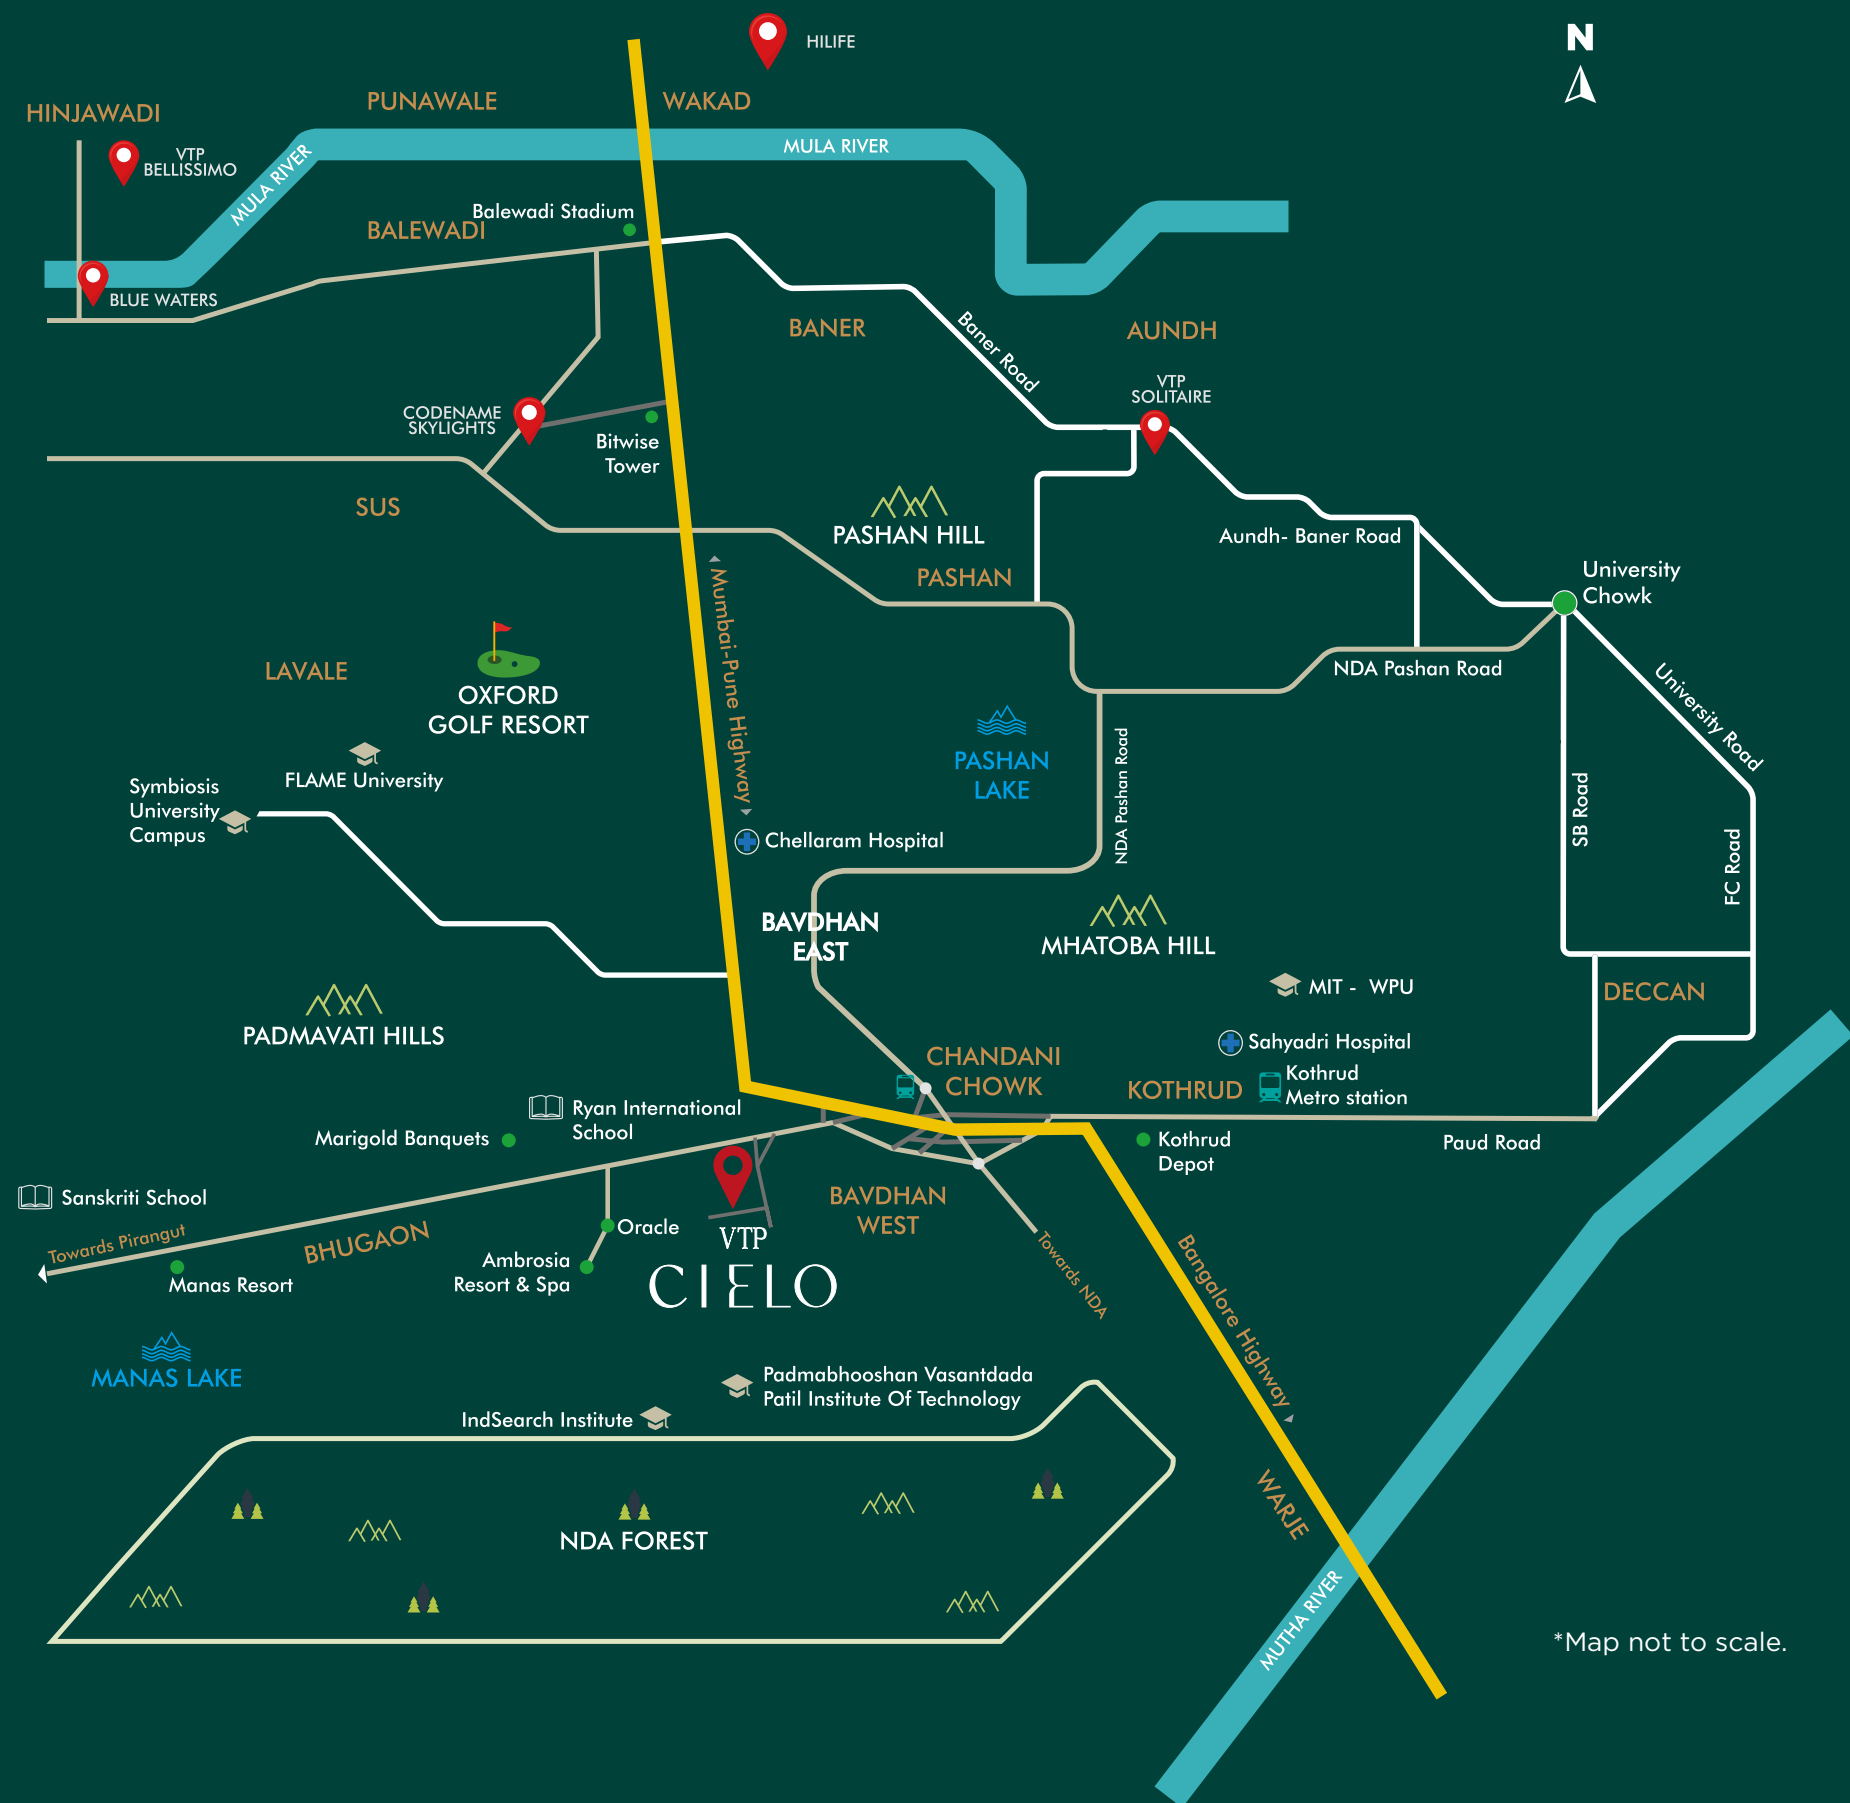 N
HILIFE
HINJAWADI
PUNAWALE
WAKAD
VTP
BELLISSIMO
MULA RIVER
MULA RIVER
Balewadi Stadium
BALEWADI
BLUE WATERS
BANER
Baner Road
AUNDH
VTP
SOLITAIRE
CODENAME
SKYLIGHTS
Bitwise
Tower
SUS
PASHAN HILL
Aundh- Baner Road
PASHAN
University
Chowk
Mumbai-Pune Highway
LAVALE
OXFORD
GOLF RESORT
NDA Pashan Road
University Road
FLAME University
PASHAN
LAKE
NDA Pashan Road
SB Road
FC Road
Symbiosis
University
Campus
Chellaram Hospital
BAVDHAN
EAST
MHATOBA HILL
MIT - WPU
DECCAN
PADMAVATI HILLS
Sahyadri Hospital
CHANDANI
CHOWK
KOTHRUD
Kothrud
Metro station
Ryan International
School
Marigold Banquets
Kothrud
Depot
Paud Road
Sanskriti School
BAVDHAN
WEST
Towards Pirangut
BHUGAON
Oracle
VTP
CIELO
Manas Resort
Ambrosia
Resort & Spa
Towards NDA
Bangalore Highway
MANAS LAKE
Padmabhooshan Vasantdada
Patil Institute Of Technology
IndSearch Institute
WARJE
NDA FOREST
MUTHA RIVER
*Map not to scale.